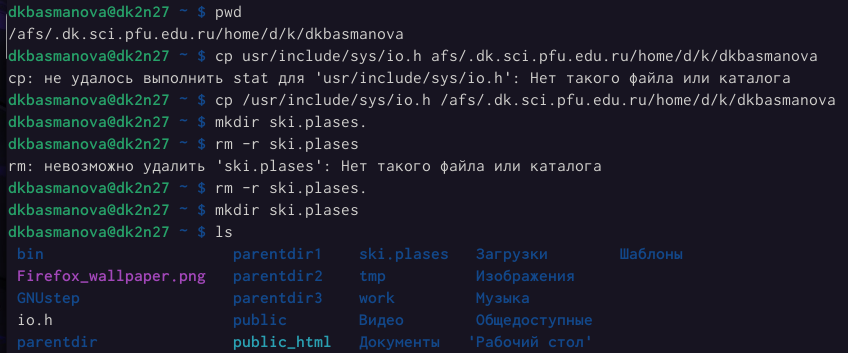 dkbasmanova@dk2n27 ~ $ pwd
/afs/.dk.sci.pfu.edu.ru/home/d/k/dkbasmanova
dkbasmanova@dk2n27 ~ $ cp usr/include/sys/io.h afs/.dk.sci.pfu.edu.ru/home/d/k/dkbasmanova
cp: не удалось выполнить stat для 'usr/include/sys/io.h': Нет такого файла или каталога
dkbasmanova@dk2n27 ~ $ cp /usr/include/sys/io.h /afs/.dk.sci.pfu.edu.ru/home/d/k/dkbasmanova
dkbasmanova@dk2n27 ~ $ mkdir ski.plases.
dkbasmanova@dk2n27 ~ $ rm -r ski.plases
rm: невозможно удалить 'ski.plases': Нет такого файла или каталога
dkbasmanova@dk2n27 ~ $ rm -r ski.plases.
dkbasmanova@dk2n27 ~ $ mkdir ski.plases
dkbasmanova@dk2n27 ~ $ ls
bin parentdir1 ski.plases Загрузки Шаблоны
Firefox_wallpaper.png parentdir2 tmp Изображения
GNUstep parentdir3 work Музыка
io.h public Видео Общедоступные
parentdir public_html Документы 'Рабочий стол'